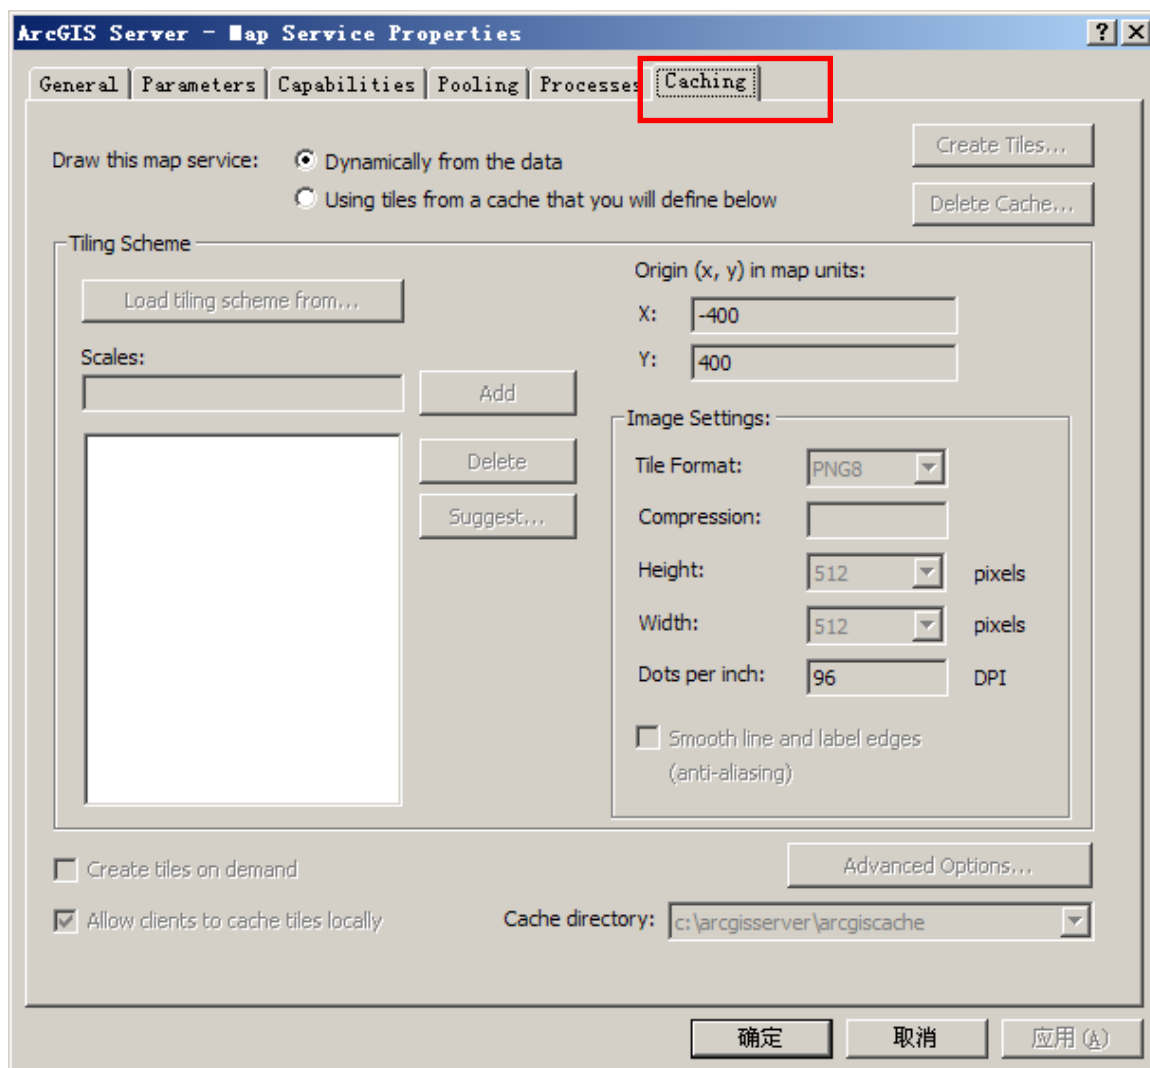 ArcGIS Server - Map Service Properties
General Parameters Capabilities Pooling Processes Caching
Draw this map service:
Dynamically from the data
Create Tiles...
Using tiles from a cache that you will define below
Delete Cache...
Tiling Scheme
Load tiling scheme from...
Origin (x, y) in map units:
X: -400
Scales:
Y: 400
Add
Image Settings:
Delete
Tile Format: PNG8
Suggest...
Compression:
Height: 512 pixels
Width: 512 pixels
Dots per inch: 96 DPI
Smooth line and label edges
(anti-aliasing)
Create tiles on demand
Advanced Options...
Allow clients to cache tiles locally
Cache directory: c:\arcgisserver\arcgiscache
确定 取消 应用(A)